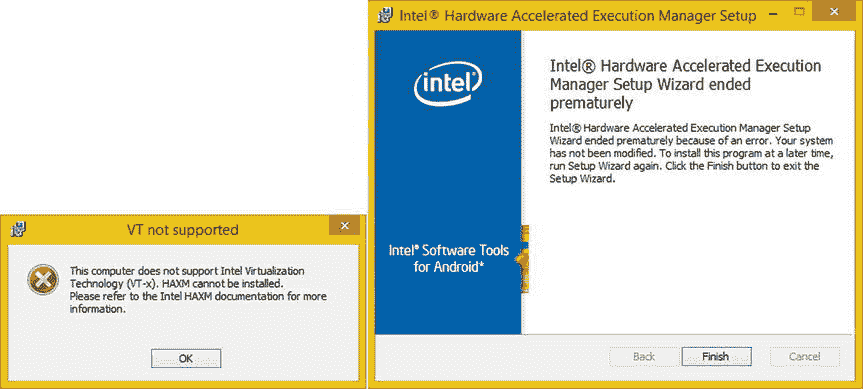 VT not supported
This computer does not support Intel Virtualization
Technology (VT-x). HAXM cannot be installed.
Please refer to the Intel HAXM documentation for more
information.
OK
Intel® Hardware Accelerated Execution Manager Setup
intel
Intel® Software Tools
for Android*
Intel® Hardware Accelerated Execution
Manager Setup Wizard ended
prematurely
Intel® Hardware Accelerated Execution Manager Setup
Wizard ended prematurely because of an error. Your system
has not been modified. To install this program at a later time,
run Setup Wizard again. Click the Finish button to exit the
Setup Wizard.
Back
Finish
Cancel